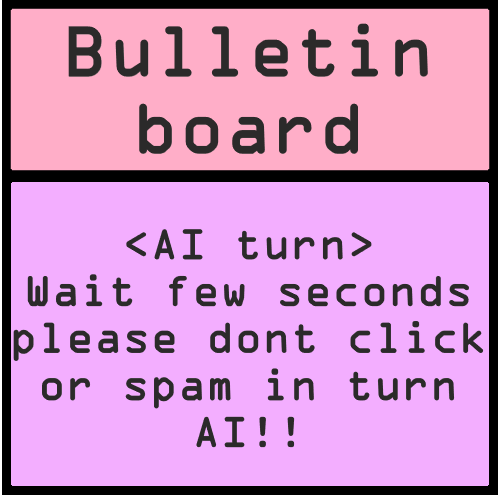 Bulletin
board
<AI turn>
Wait few seconds
please dont click
or spam in turn
AI!!